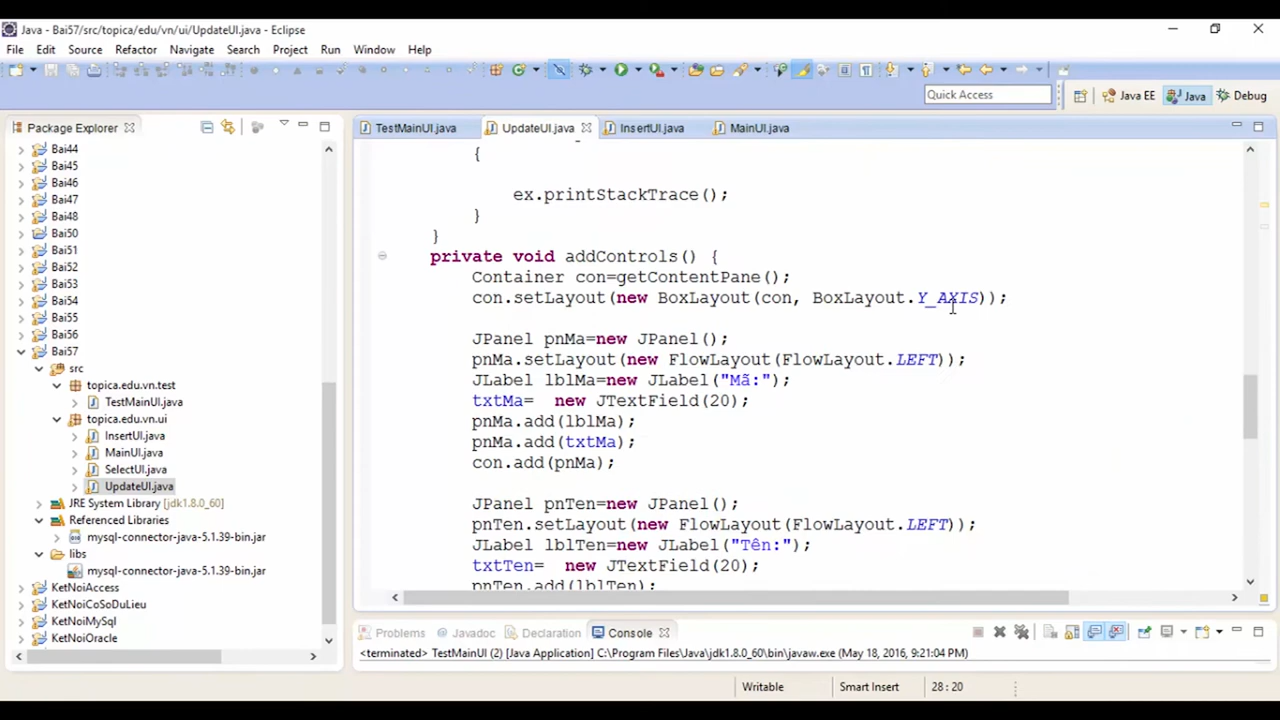 Java - Bai57/src/topica/edu/vn/ui/UpdateUI.java - Eclipse
File Edit Source Refactor Navigate Search Project Run Window Help
Quick Access
Java EE
Java
Debug
Package Explorer
TestMainUI.java
UpdateUI.java
InsertUI.java
MainUI.java
Bai44
Bai45
Bai46
Bai47
Bai48
Bai50
Bai51
Bai52
Bai53
Bai54
Bai55
Bai56
Bai57
src
topica.edu.vn.test
TestMainUI.java
topica.edu.vn.ui
InsertUI.java
MainUI.java
SelectUI.java
UpdateUI.java
JRE System Library [jdk1.8.0_60]
Referenced Libraries
mysql-connector-java-5.1.39-bin.jar
libs
mysql-connector-java-5.1.39-bin.jar
KetNoiAccess
KetNoiCoSoDuLieu
KetNoiMySql
KetNoiOracle
{
ex.printStackTrace();
}
}
private void addControls() {
Container con=getContentPane();
con.setLayout(new BoxLayout(con, BoxLayout.Y_AXIS));
JPanel pnMa=new JPanel();
pnMa.setLayout(new FlowLayout(FlowLayout.LEFT));
JLabel lblMa=new JLabel("Mã:");
txtMa= new JTextField(20);
pnMa.add(lblMa);
pnMa.add(txtMa);
con.add(pnMa);
JPanel pnTen=new JPanel();
pnTen.setLayout(new FlowLayout(FlowLayout.LEFT));
JLabel lblTen=new JLabel("Tên:");
txtTen= new JTextField(20);
pnTen.add(lblTen);
Problems
Javadoc
Declaration
Console
<terminated> TestMainUI (2) [Java Application] C:\Program Files\Java\jdk1.8.0_60\bin\javaw.exe (May 18, 2016, 9:21:04 PM)
Writable
Smart Insert
28 : 20